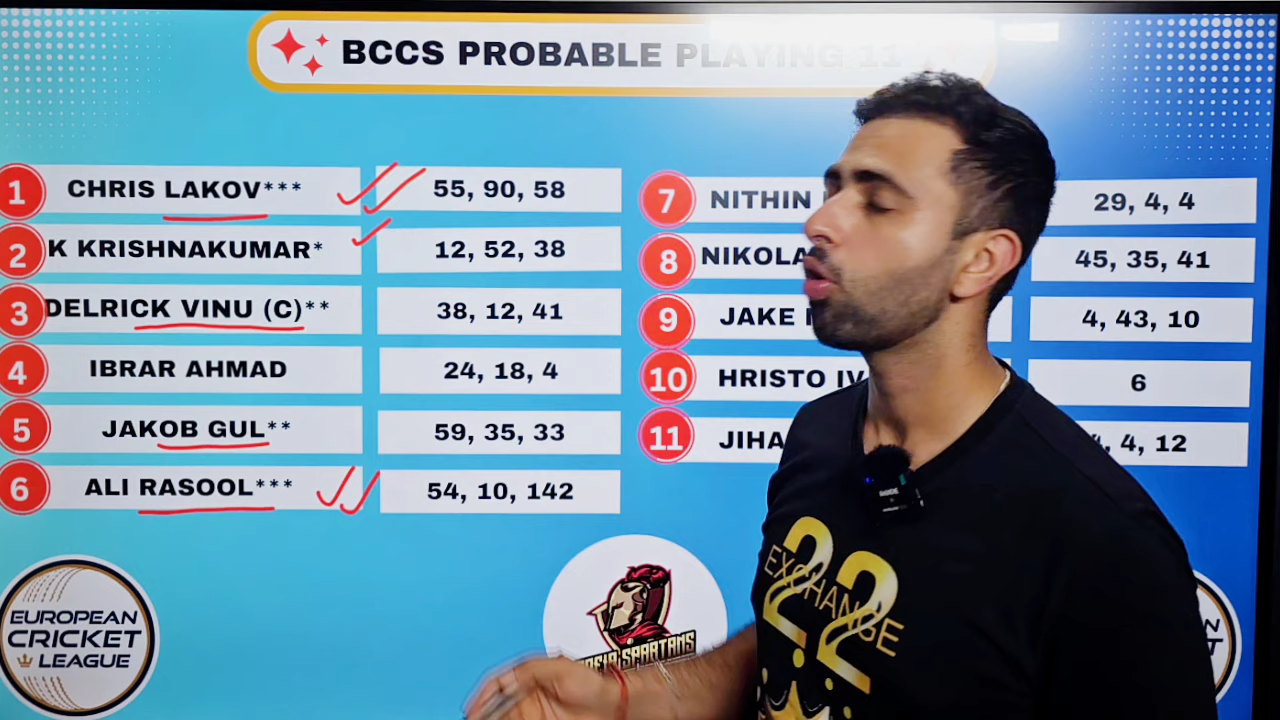 BCCS PROBABLE PLAYING 11
1 CHRIS LAKOV*** 55, 90, 58
2 K KRISHNAKUMAR* 12, 52, 38
3 DELRICK VINU (C)** 38, 12, 41
4 IBRAR AHMAD 24, 18, 4
5 JAKOB GUL** 59, 35, 33
6 ALI RASOOL*** 54, 10, 142
7 NITHIN 29, 4, 4
8 45, 35, 41
9 JAKE 4, 43, 10
10 HRISTO 6
11 4, 12
EUROPEAN
CRICKET
LEAGUE
SPARTANS
22
EXCHANGE